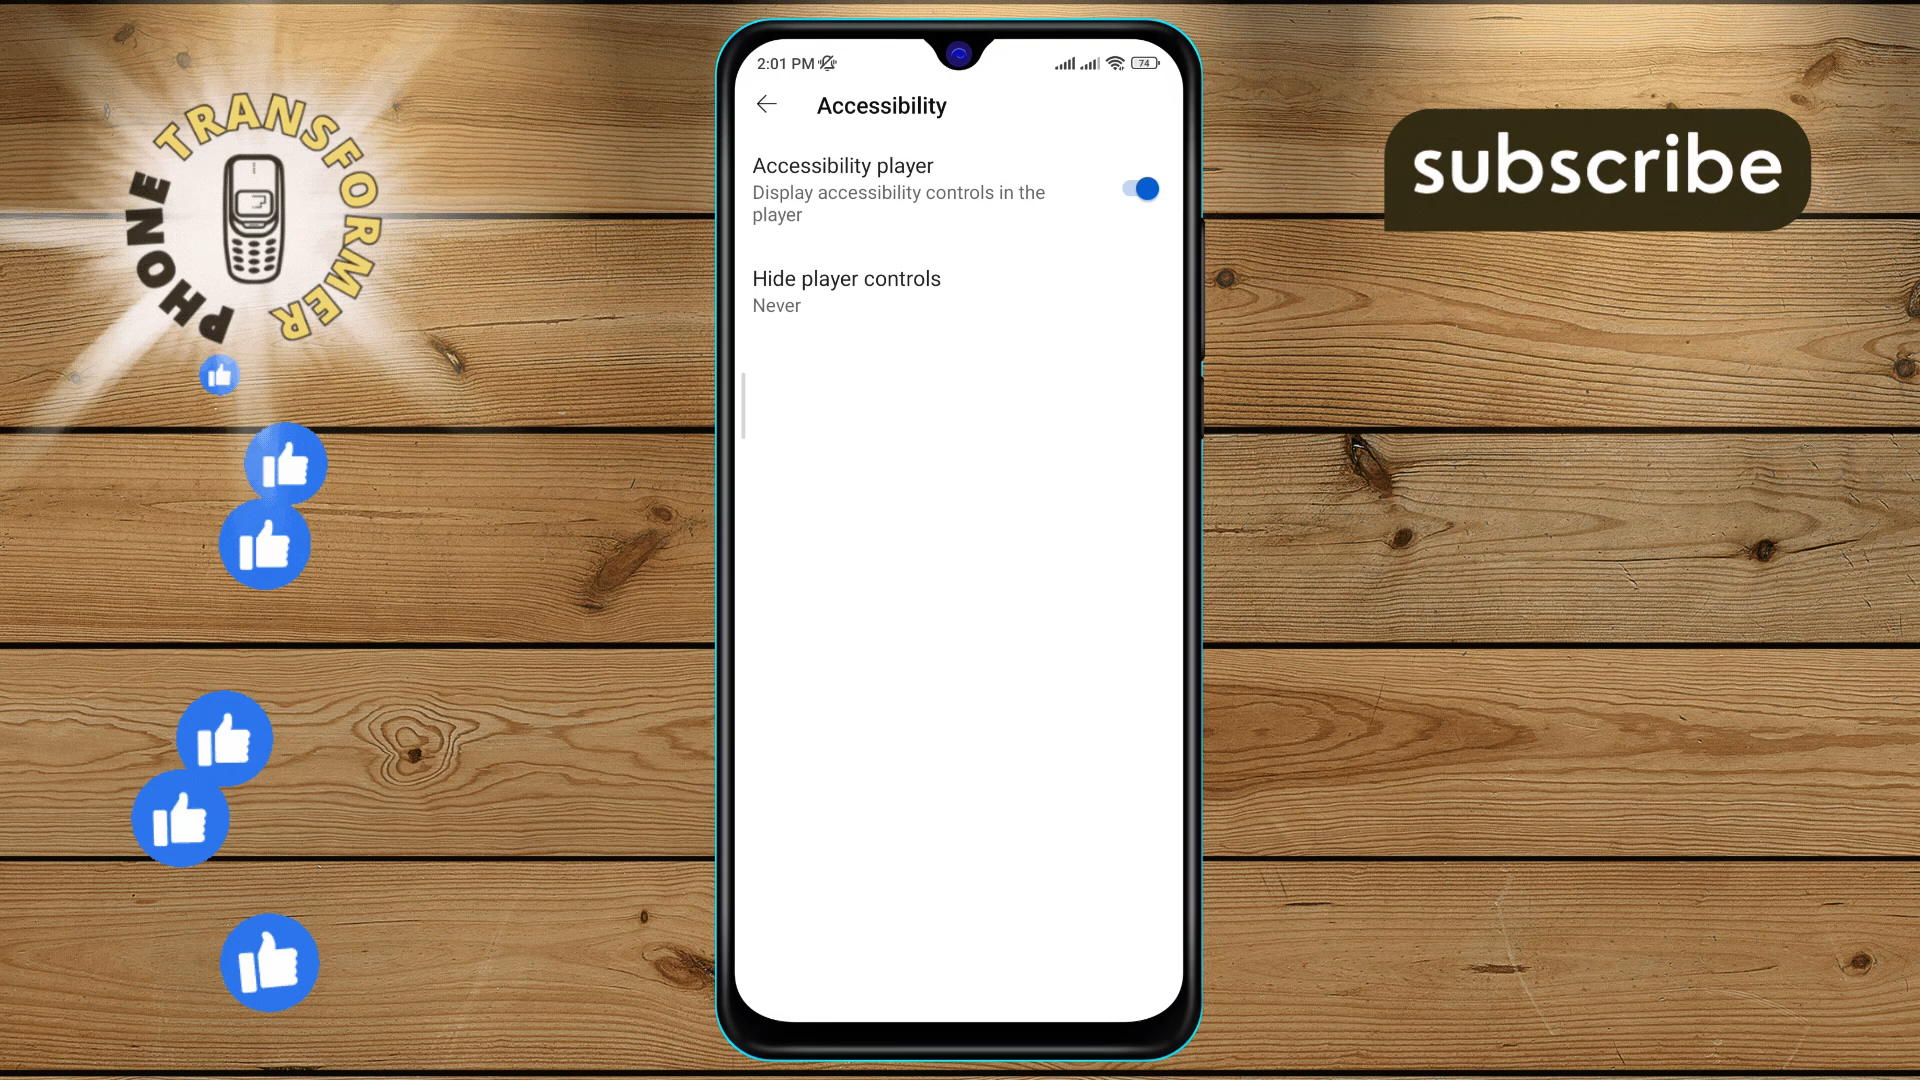 PHONE TRANSFORMER
subscribe
2:01 PM
74
Accessibility
Accessibility player
Display accessibility controls in the
player
Hide player controls
Never